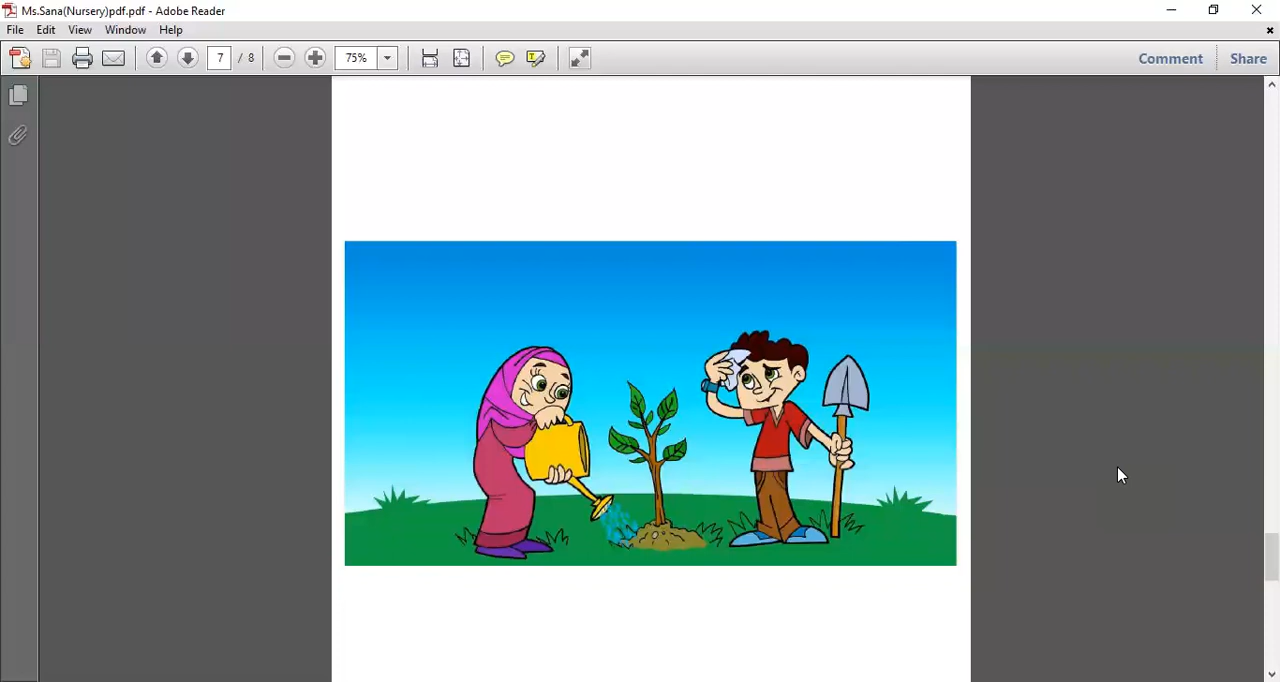 Ms.Sana(Nursery)pdf.pdf - Adobe Reader
File Edit View Window Help
7 / 8 75% Comment Share